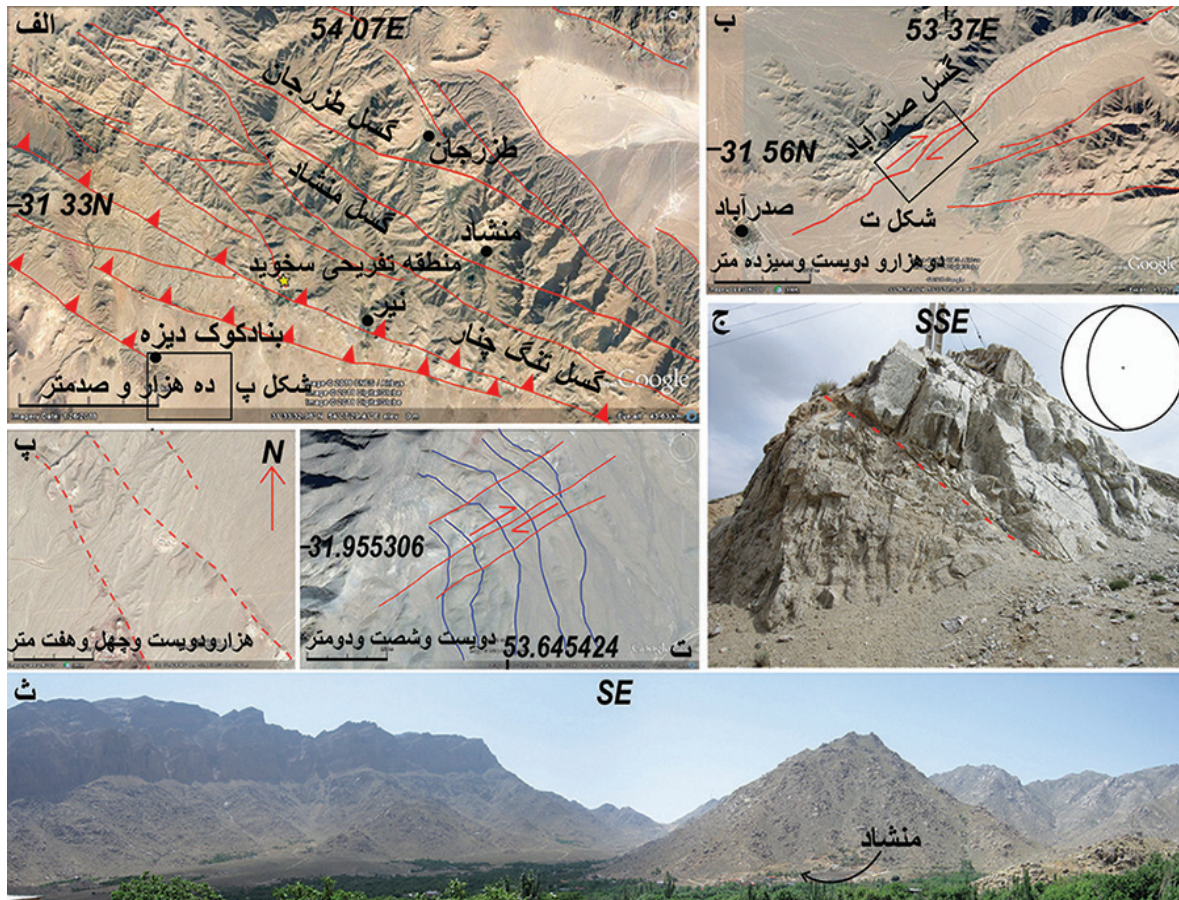 الف
54 07E
گسل طزرجان
طزرجان
گسل منشاد
31 33N
منشاد
منطقه تفریحی سخوید
نیر
بنادکوک دیزه
گسل تنگ چنار
شکل پ
ده هزار و صدمتر
Google
ب
53 37E
گسل صدرآباد
31 56N
صدرآباد
شکل ت
دو هزارو دویست وسیزده متر
Google
پ
N
هزارودویست وچهل وهفت متر
31.955306
53.645424
دویست وشصت ودومتر
ت
ج
SSE
ث
SE
منشاد